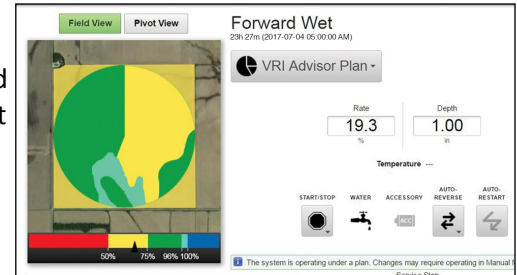 Field View
Pivot View
Forward Wet
23h 27m (2017-07-04 05:00:00 AM)
VRI Advisor Plan
Rate
Depth
19.3
1.00
%
in
Temperature ---
START/STOP
WATER
ACCESSORY
AUTO-REVERSE
AUTO-RESTART
ACC
50%
75%
96%
100%
The system is operating under a plan. Changes may require operating in Manual
d
t